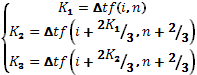 K₁ = Δtf(i, n)
K₂ = Δtf(i + 2K₁/3, n + 2/3)
K₃ = Δtf(i + 2K₂/3, n + 2/3)